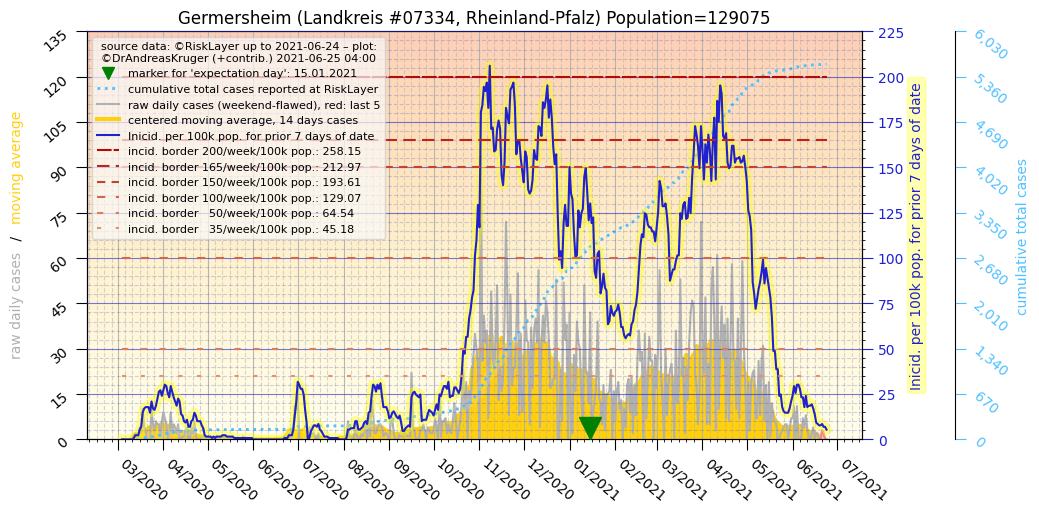 Germersheim (Landkreis #07334, Rheinland-Pfalz) Population=129075
source data: ©RiskLayer up to 2021-06-24 – plot:
©DrAndreasKruger (+contrib.) 2021-06-25 04:00
marker for 'expectation day': 15.01.2021
cumulative total cases reported at RiskLayer
raw daily cases (weekend-flawed), red: last 5
centered moving average, 14 days cases
Inicid. per 100k pop. for prior 7 days of date
incid. border 200/week/100k pop.: 258.15
incid. border 165/week/100k pop.: 212.97
incid. border 150/week/100k pop.: 193.61
incid. border 100/week/100k pop.: 129.07
incid. border 50/week/100k pop.: 64.54
incid. border 35/week/100k pop.: 45.18
raw daily cases / moving average
135
120
105
90
75
60
45
30
15
0
225
200
175
150
125
100
75
50
25
0
Inicid. per 100k pop. for prior 7 days of date
6,030
5,360
4,690
4,020
3,350
2,680
2,010
1,340
670
0
cumulative total cases
03/2020
04/2020
05/2020
06/2020
07/2020
08/2020
09/2020
10/2020
11/2020
12/2020
01/2021
02/2021
03/2021
04/2021
05/2021
06/2021
07/2021